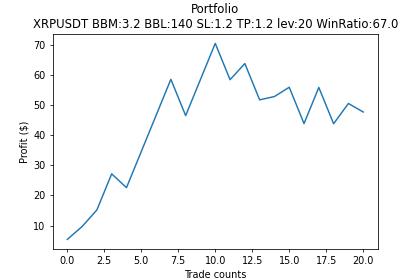 Portfolio
XRPUSDT BBM:3.2 BBL:140 SL:1.2 TP:1.2 lev:20 WinRatio:67.0
Profit ($)
70
60
50
40
30
20
10
0.0 2.5 5.0 7.5 10.0 12.5 15.0 17.5 20.0
Trade counts